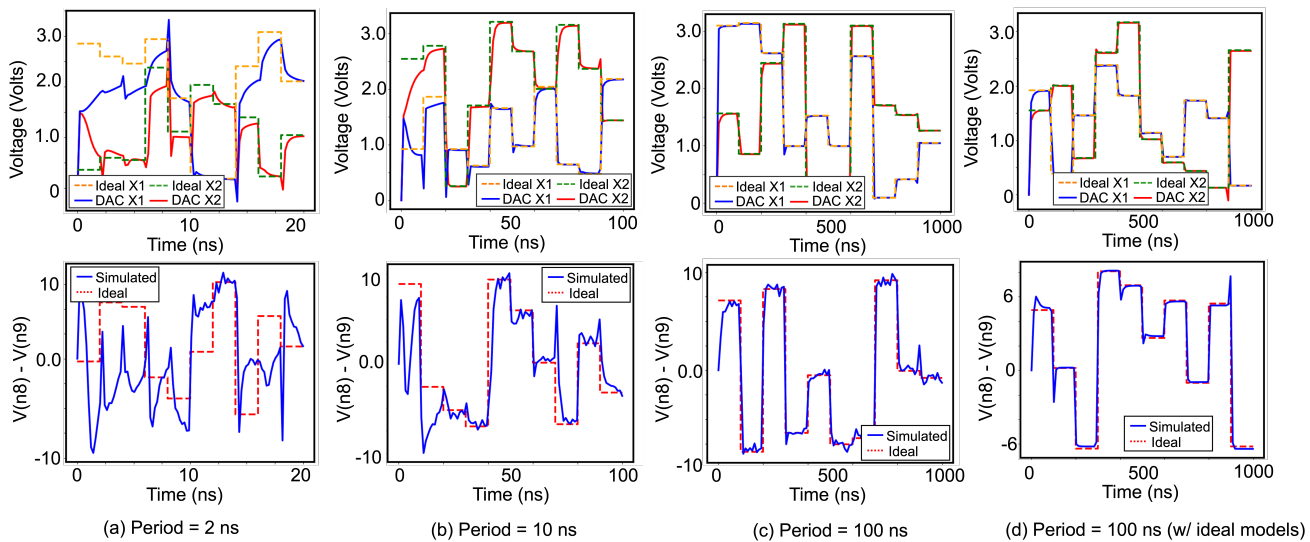 3.0
2.0
1.0
0
Voltage (Volts)
Ideal X1
Ideal X2
DAC X1
DAC X2
0
10
20
Time (ns)
3.0
2.0
1.0
0
Voltage (Volts)
Ideal X1
Ideal X2
DAC X1
DAC X2
0
50
100
Time (ns)
3.0
2.0
1.0
0
Voltage (Volts)
Ideal X1
Ideal X2
DAC X1
DAC X2
0
500
1000
Time (ns)
3.0
2.0
1.0
0
Voltage (Volts)
Ideal X1
Ideal X2
DAC X1
DAC X2
0
500
1000
Time (ns)
10
0.0
-10
V(n8) - V(n9)
Simulated
Ideal
0
10
20
Time (ns)
10
0.0
-10
V(n8) - V(n9)
Simulated
Ideal
0
50
100
Time (ns)
10
0.0
-10
V(n8) - V(n9)
Simulated
Ideal
0
500
1000
Time (ns)
6
0
-6
V(n8) - V(n9)
Simulated
Ideal
0
500
1000
Time (ns)
(a) Period = 2 ns
(b) Period = 10 ns
(c) Period = 100 ns
(d) Period = 100 ns (w/ ideal models)